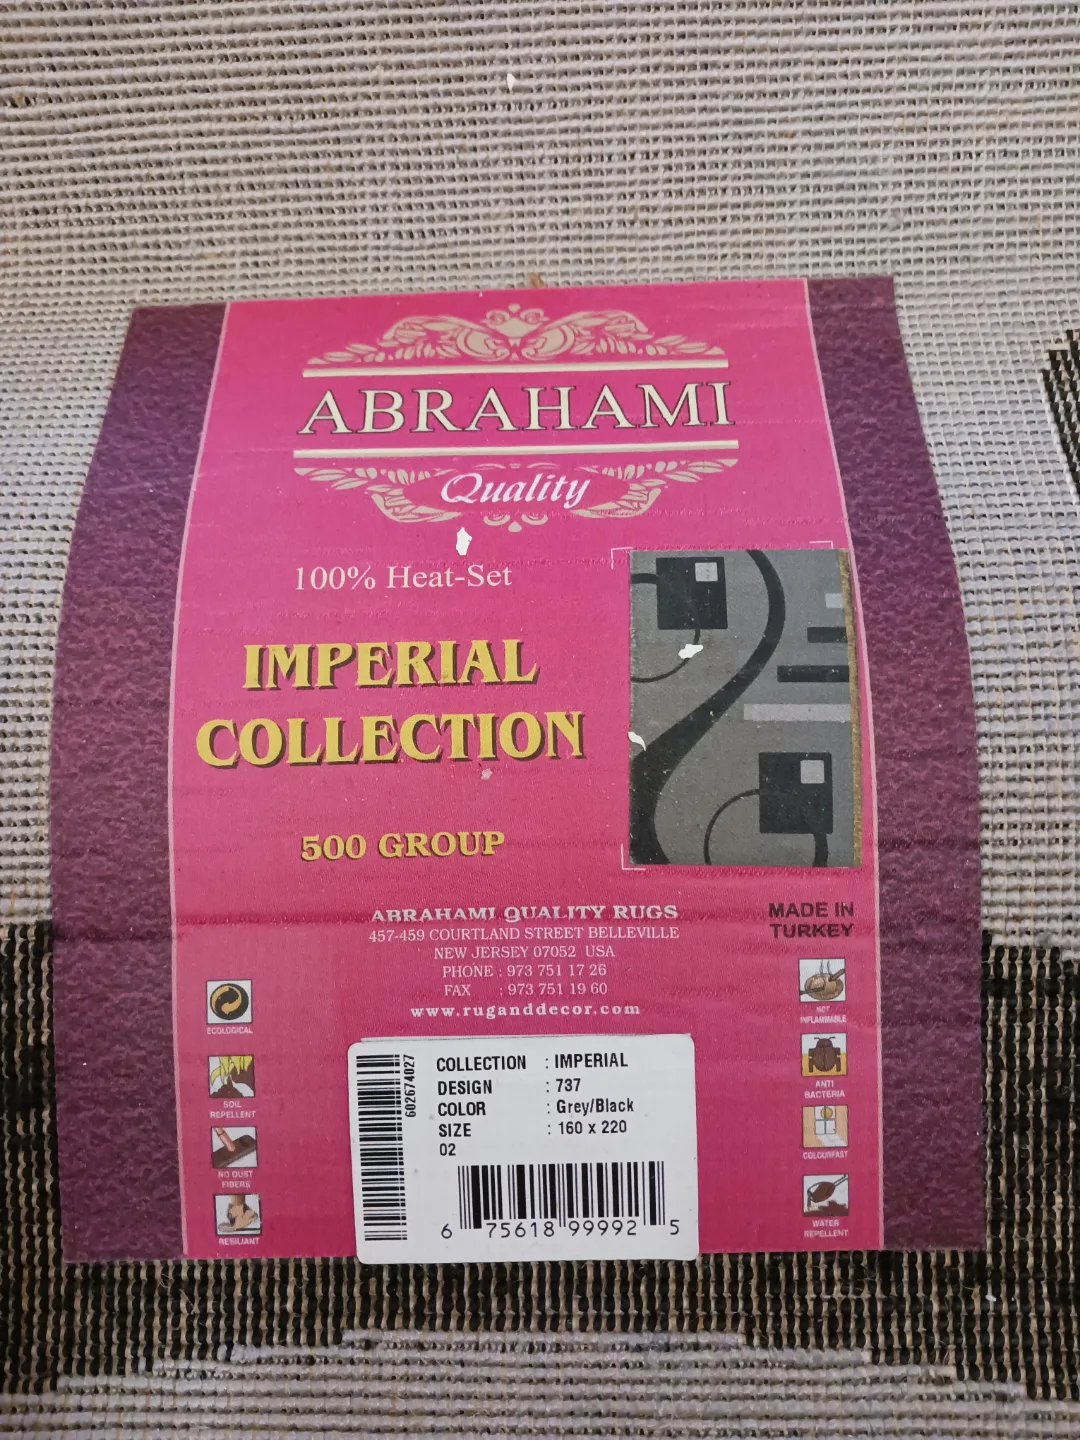 ABRAHAMI
Quality
100% Heat-Set
IMPERIAL
COLLECTION
500 GROUP
ABRAHAMI QUALITY RUGS
457-459 COURTLAND STREET BELLEVILLE
NEW JERSEY 07052 USA
PHONE : 973 751 17 26
FAX : 973 751 19 60
www.ruganddecor.com
MADE IN
TURKEY
ECOLOGICAL
SOIL
REPELLENT
NO DUST
FIBERS
RESILIANT
NOT
INFLAMMABLE
ANTI
BACTERIA
COLOURFAST
WATER
REPELLENT
602674027
COLLECTION : IMPERIAL
DESIGN : 737
COLOR : Grey/Black
SIZE : 160 x 220
02
6 75618 99992 5